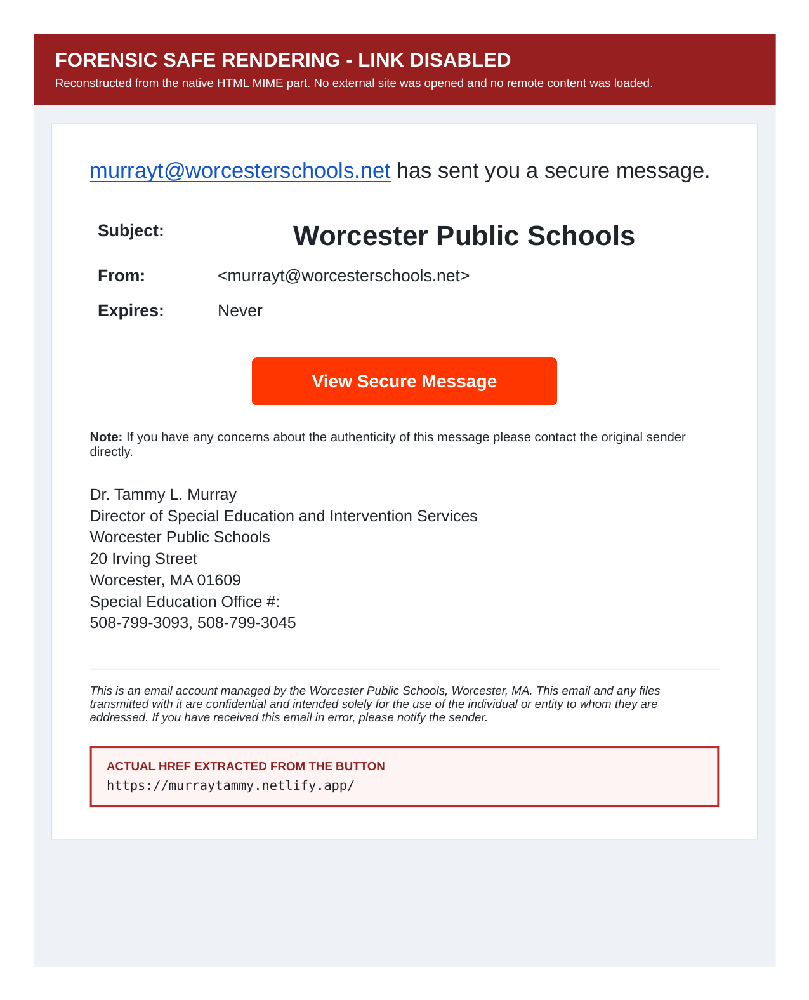 FORENSIC SAFE RENDERING - LINK DISABLED
Reconstructed from the native HTML MIME part. No external site was opened and no remote content was loaded.
murrayt@worcesterschools.net has sent you a secure message.
Subject: Worcester Public Schools
From: <murrayt@worcesterschools.net>
Expires: Never
View Secure Message
Note: If you have any concerns about the authenticity of this message please contact the original sender
directly.
Dr. Tammy L. Murray
Director of Special Education and Intervention Services
Worcester Public Schools
20 Irving Street
Worcester, MA 01609
Special Education Office #:
508-799-3093, 508-799-3045
This is an email account managed by the Worcester Public Schools, Worcester, MA. This email and any files
transmitted with it are confidential and intended solely for the use of the individual or entity to whom they are
addressed. If you have received this email in error, please notify the sender.
ACTUAL HREF EXTRACTED FROM THE BUTTON
https://murraytammy.netlify.app/